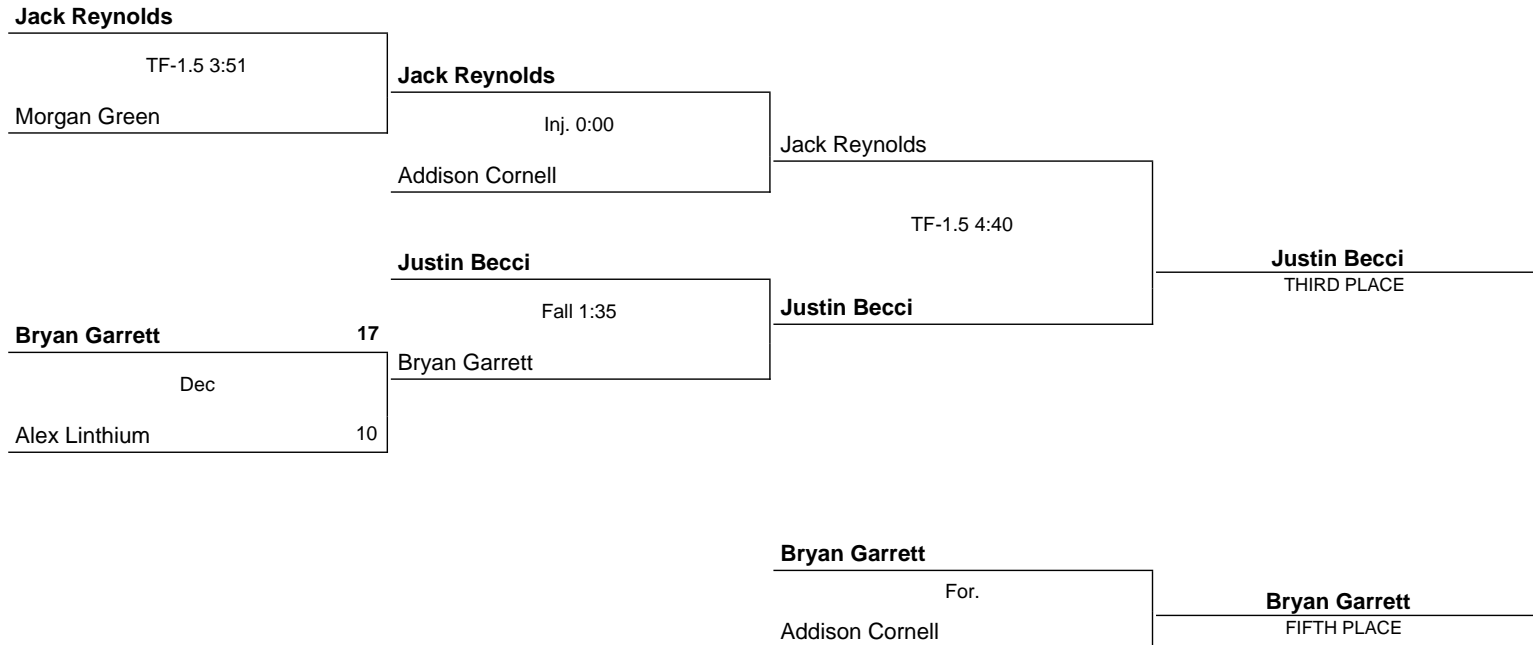 Jack Reynolds
TF-1.5 3:51
Morgan Green
Jack Reynolds
Inj. 0:00
Addison Cornell
Jack Reynolds
TF-1.5 4:40
Justin Becci
THIRD PLACE
Justin Becci
Fall 1:35
Justin Becci
Bryan Garrett 17
Bryan Garrett
Dec
Alex Linthium 10
Bryan Garrett
For.
Bryan Garrett
FIFTH PLACE
Addison Cornell